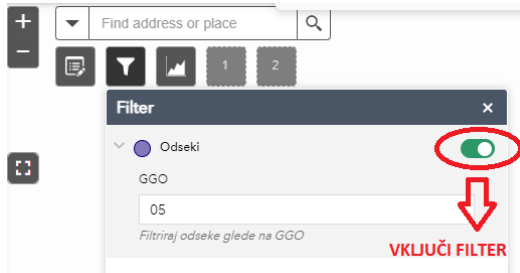 +
Find address or place
−
1 2
Filter ×
Odseki
GGO
05
Filtriraj odseke glede na GGO
VKLJUČI FILTER